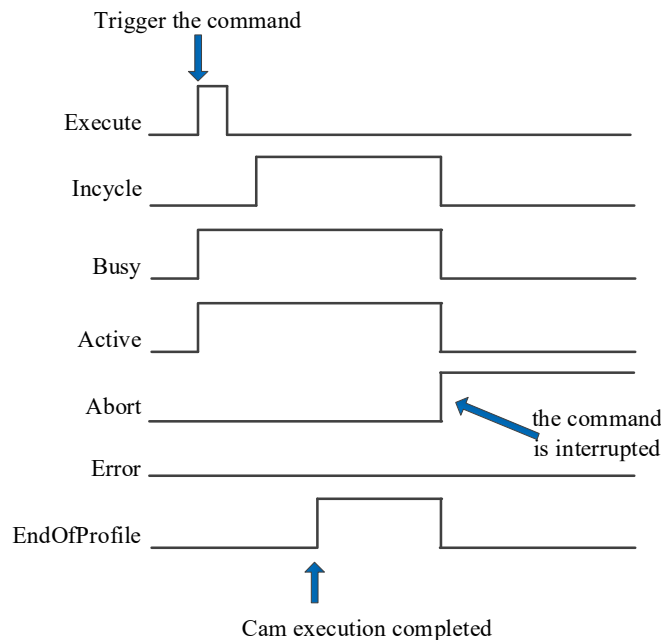 Trigger the command
Execute
Incycle
Busy
Active
Abort
the command
is interrupted
Error
EndOfProfile
Cam execution completed